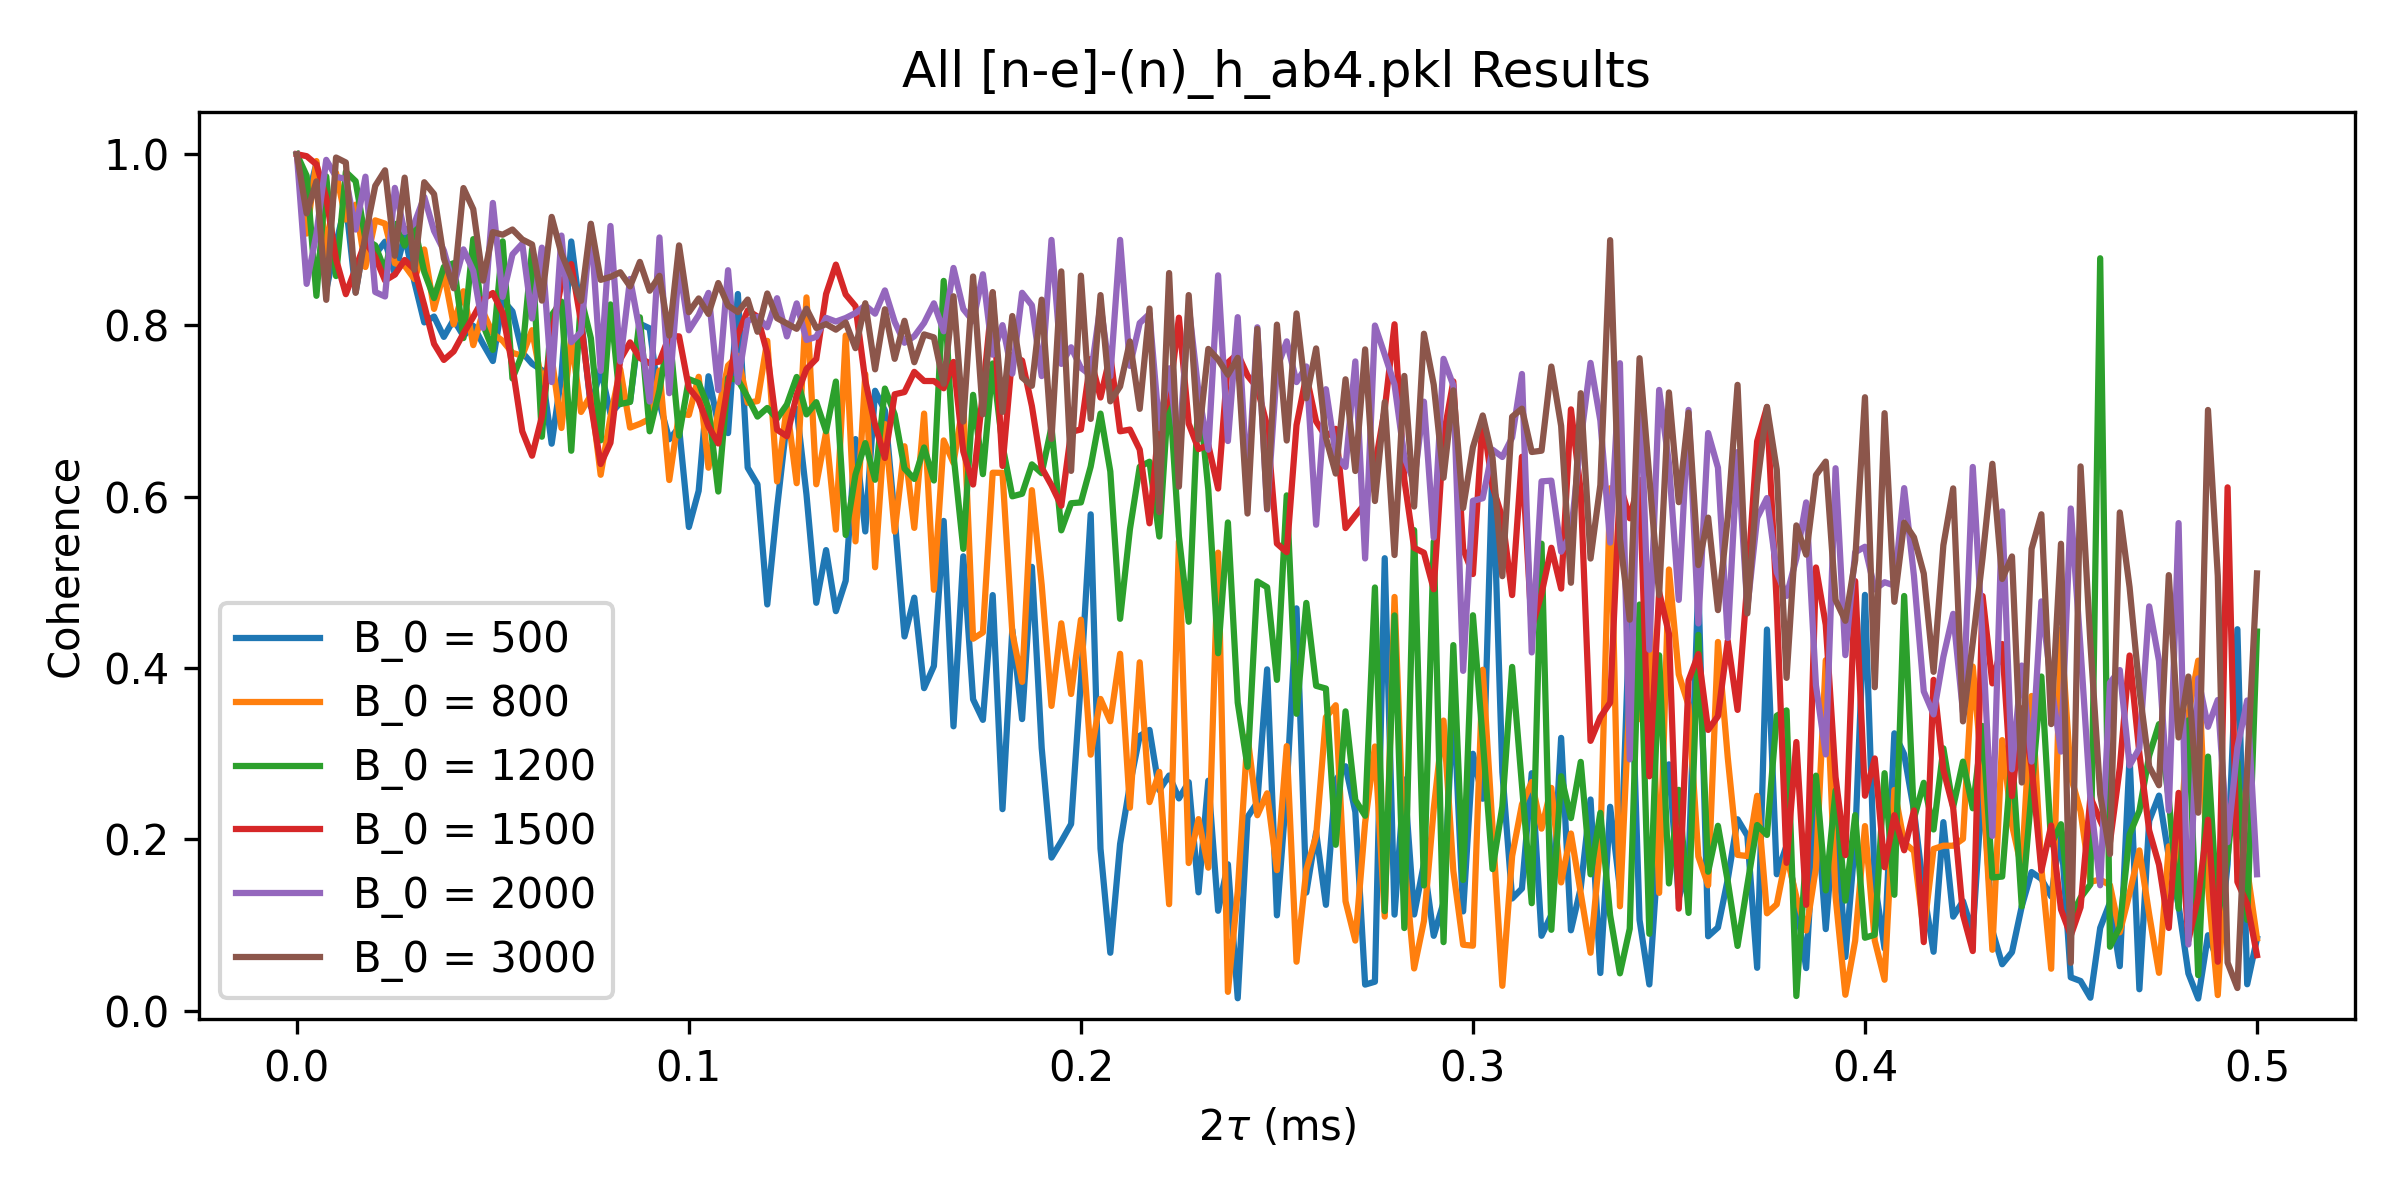 All [n-e]-(n)_h_ab4.pkl Results
Coherence
1.0
0.8
0.6
0.4
0.2
0.0
B_0 = 500
B_0 = 800
B_0 = 1200
B_0 = 1500
B_0 = 2000
B_0 = 3000
0.0 0.1 0.2 0.3 0.4 0.5
2τ (ms)